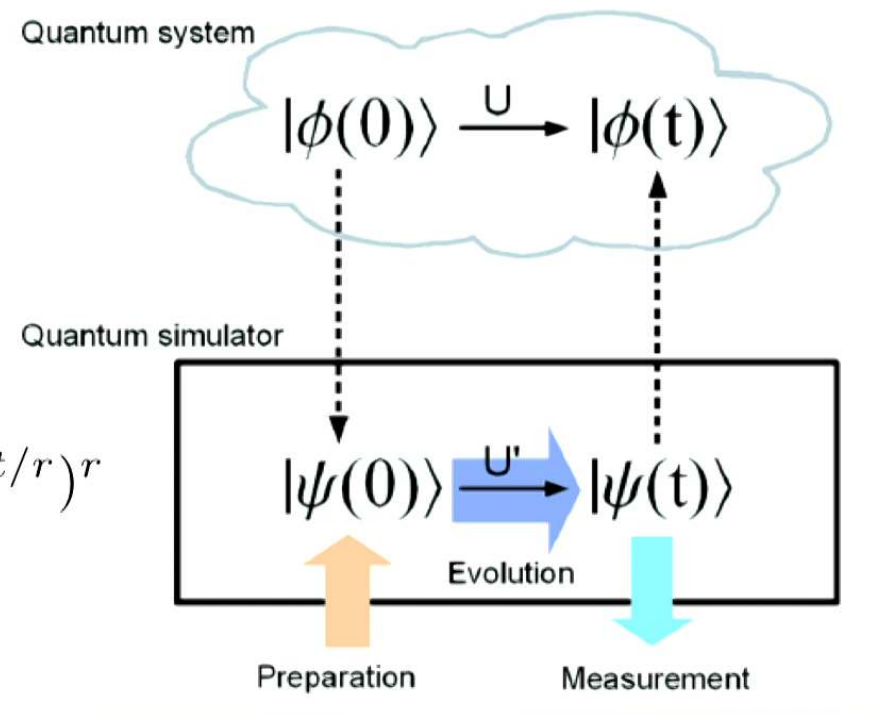 Quantum system
|ϕ(0)⟩ U |ϕ(t)⟩
Quantum simulator
t/r)^r
|ψ(0)⟩ U' |ψ(t)⟩
Evolution
Preparation Measurement